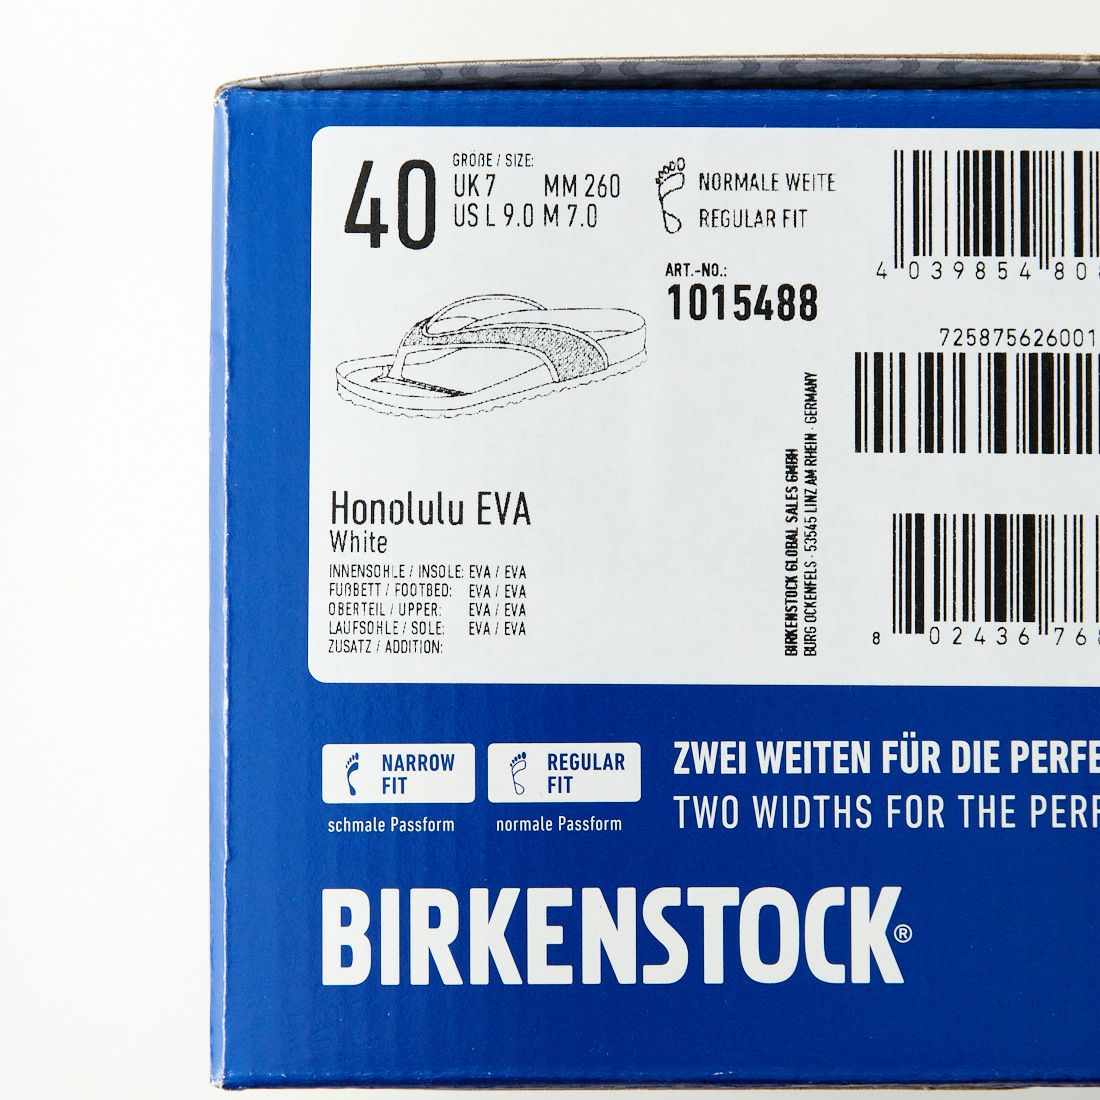 40
GRÖßE / SIZE:
UK 7 MM 260
US L 9.0 M 7.0
NORMALE WEITE
REGULAR FIT
ART.-NO.:
1015488
4 039854 80
725875626001
Honolulu EVA
White
INNENSOHLE / INSOLE: EVA / EVA
FUßBETT / FOOTBED: EVA / EVA
OBERTEIL / UPPER: EVA / EVA
LAUFSOHLE / SOLE: EVA / EVA
ZUSATZ / ADDITION:
BIRKENSTOCK GLOBAL SALES GMBH
BURG OCKENFELS · 53545 LINZ AM RHEIN · GERMANY
8 02436 76
NARROW FIT
schmale Passform
REGULAR FIT
normale Passform
ZWEI WEITEN FÜR DIE PERFE
TWO WIDTHS FOR THE PERF
BIRKENSTOCK®